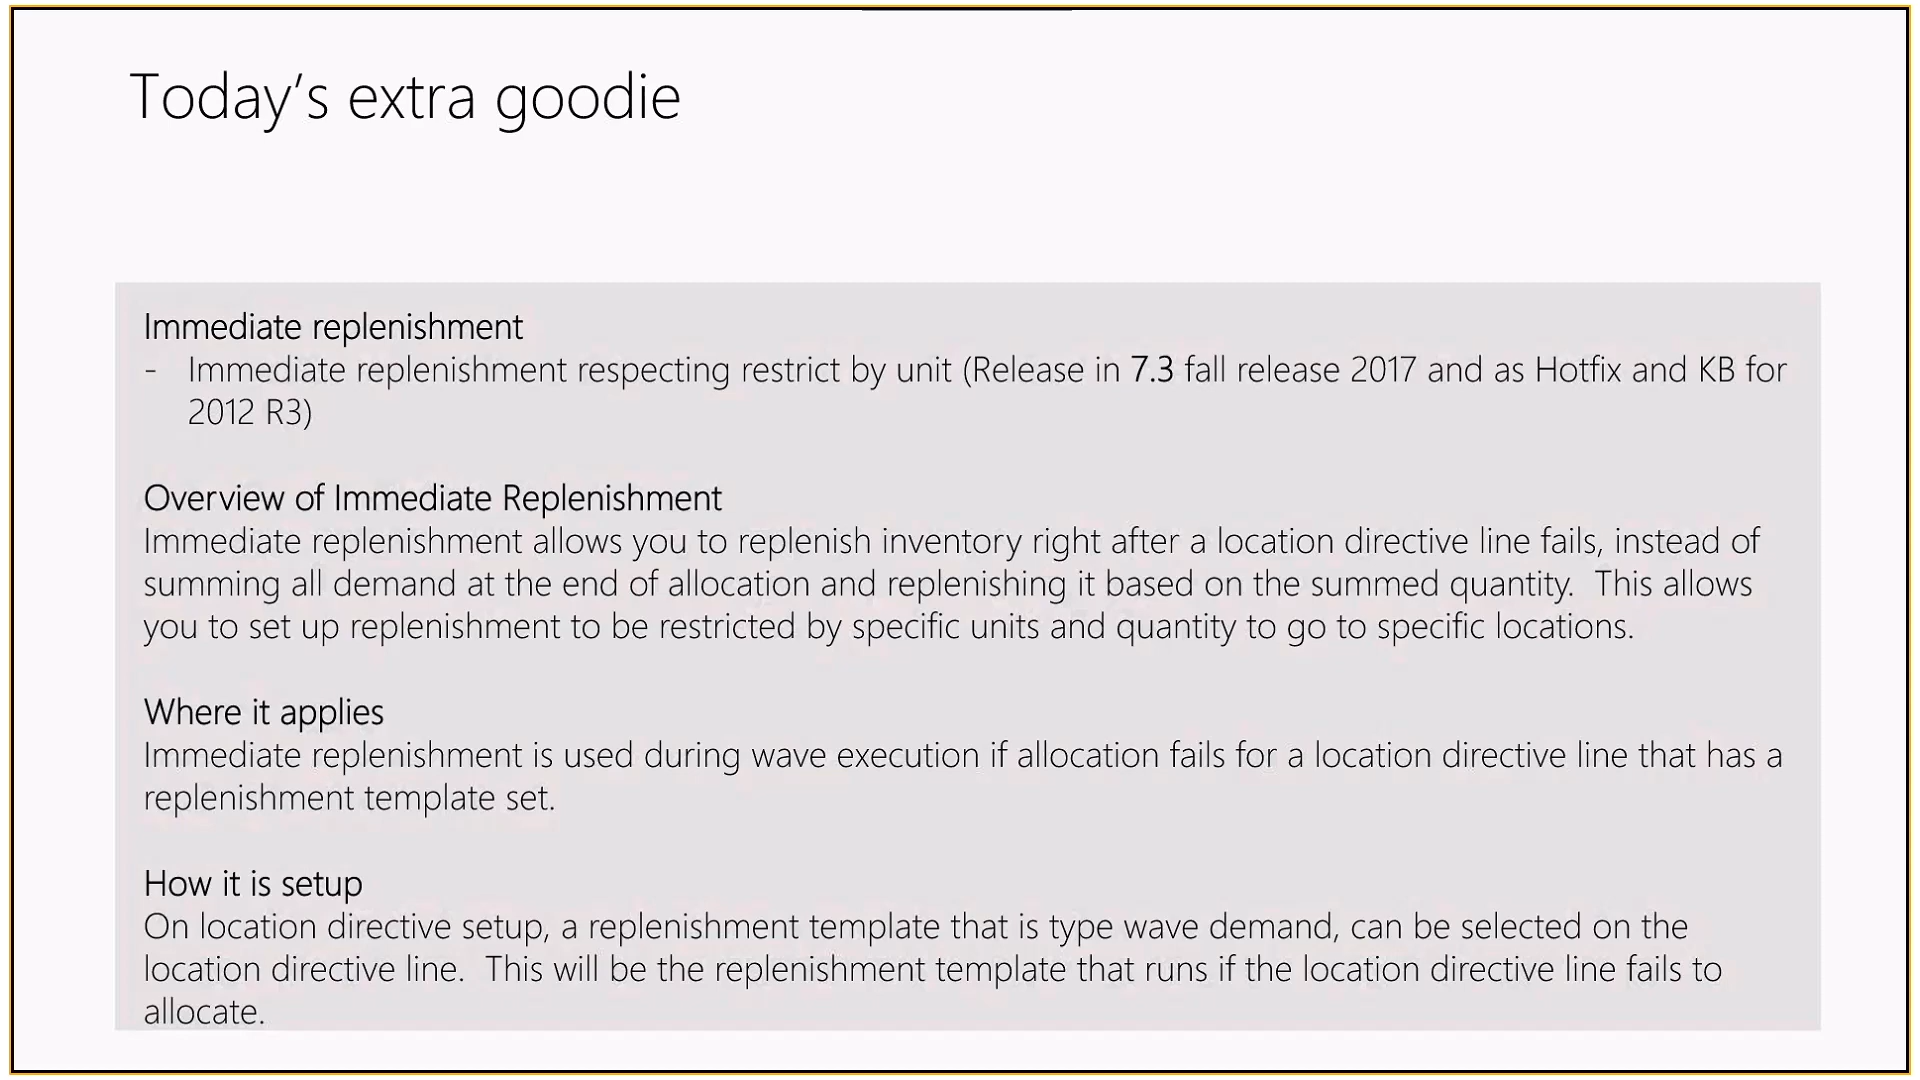 Today’s extra goodie
Immediate replenishment
- Immediate replenishment respecting restrict by unit (Release in 7.3 fall release 2017 and as Hotfix and KB for
2012 R3)
Overview of Immediate Replenishment
Immediate replenishment allows you to replenish inventory right after a location directive line fails, instead of
summing all demand at the end of allocation and replenishing it based on the summed quantity.  This allows
you to set up replenishment to be restricted by specific units and quantity to go to specific locations.
Where it applies
Immediate replenishment is used during wave execution if allocation fails for a location directive line that has a
replenishment template set.
How it is setup
On location directive setup, a replenishment template that is type wave demand, can be selected on the
location directive line.  This will be the replenishment template that runs if the location directive line fails to
allocate.